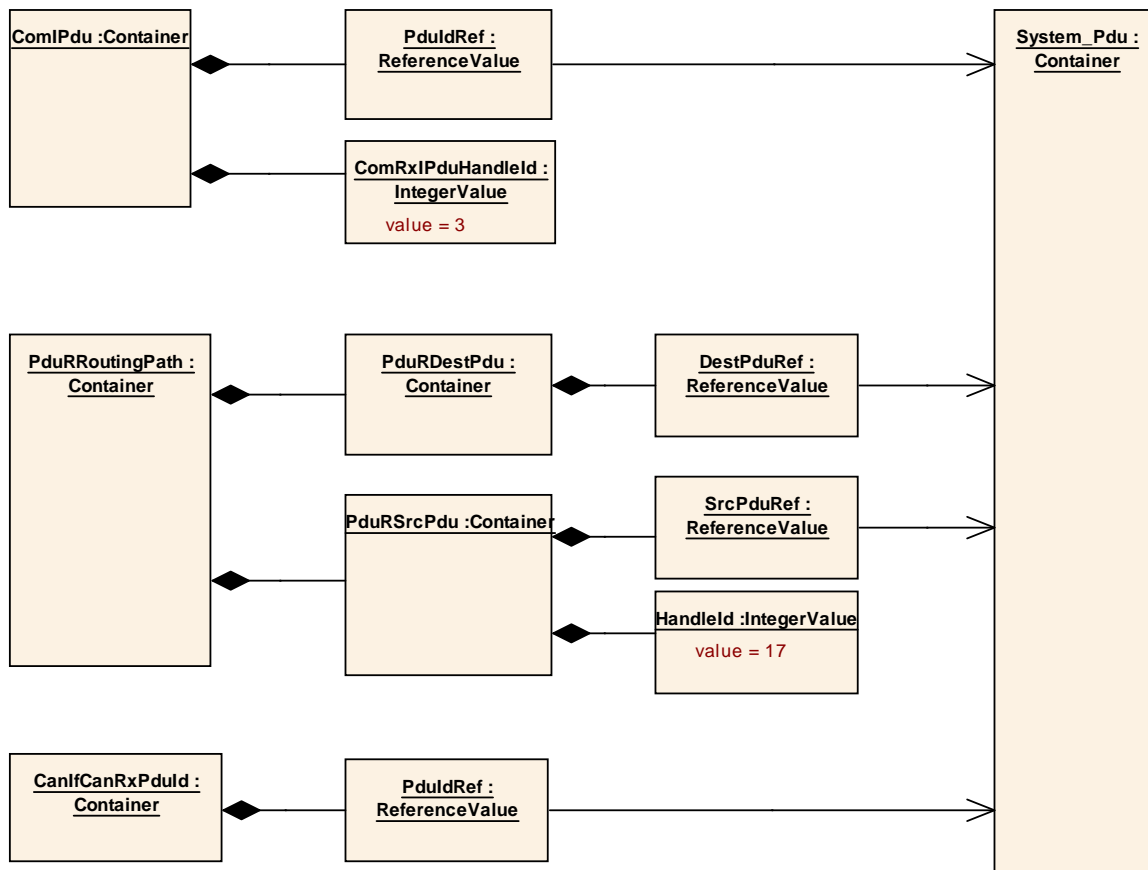 ComIPdu :Container
PduIdRef :
ReferenceValue
System_Pdu :
Container
ComRxIPduHandleId :
IntegerValue
value = 3
PduRRoutingPath :
Container
PduRDestPdu :
Container
DestPduRef :
ReferenceValue
PduRSrcPdu :Container
SrcPduRef :
ReferenceValue
HandleId :IntegerValue
value = 17
CanIfCanRxPduId :
Container
PduIdRef :
ReferenceValue